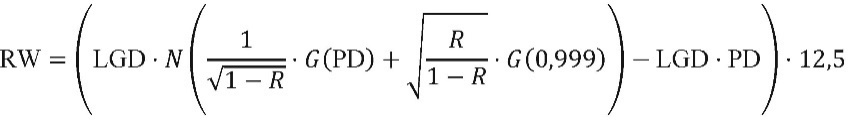 RW = (LGD · N(1/√(1 − R) · G(PD) + √(R/(1 − R)) · G(0,999)) − LGD · PD) · 12,5